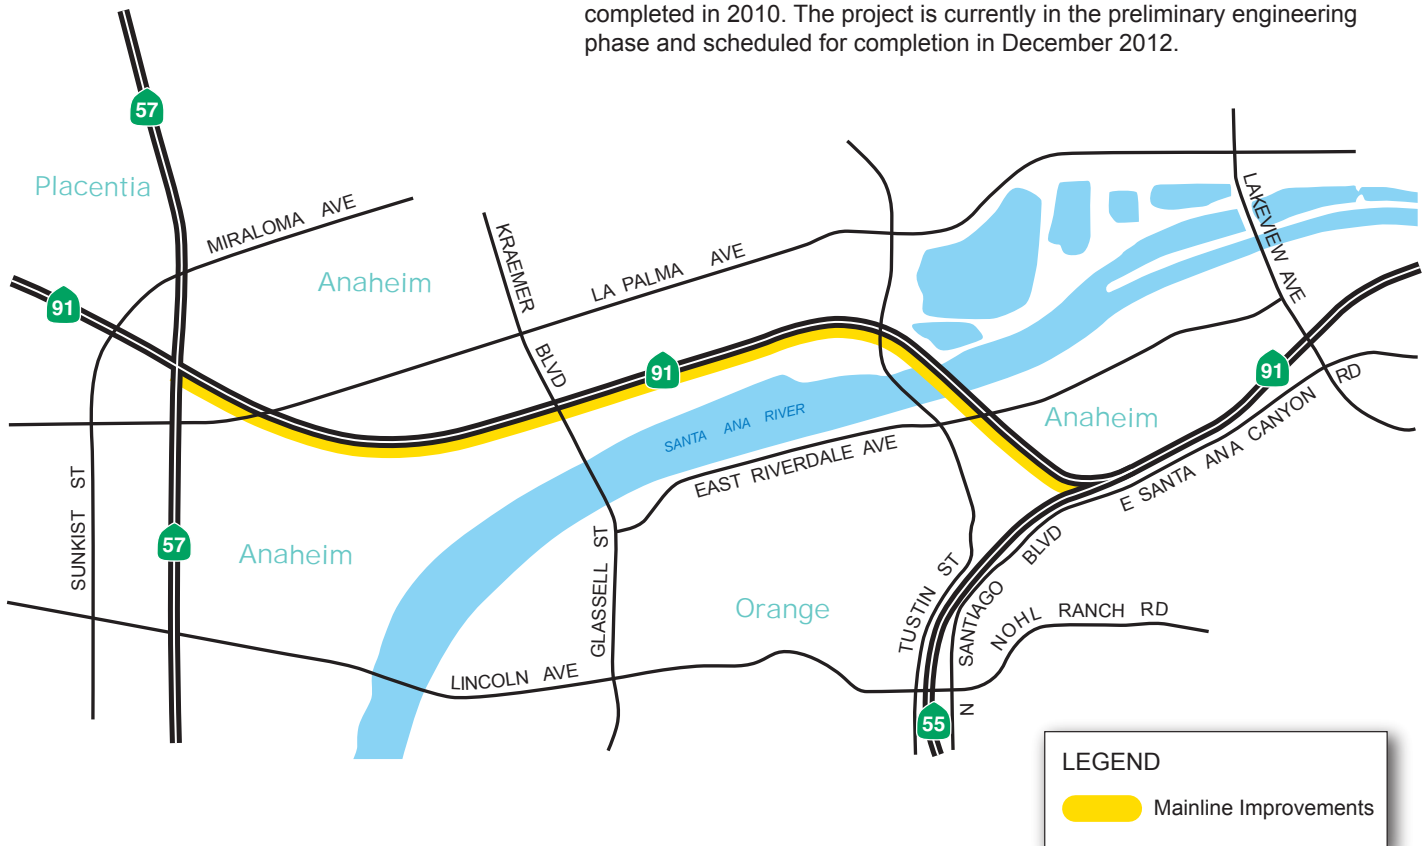 completed in 2010. The project is currently in the preliminary engineering
phase and scheduled for completion in December 2012.
57
Placentia
MIRALOMA AVE
Anaheim
KRAEMER BLVD
LA PALMA AVE
LAKEVIEW AVE
91
91
91
SANTA ANA RIVER
EAST RIVERDALE AVE
Anaheim
E SANTA ANA CANYON RD
SUNKIST ST
57
Anaheim
GLASSELL ST
Orange
TUSTIN ST
N SANTIAGO BLVD
NOHL RANCH RD
LINCOLN AVE
55
LEGEND
Mainline Improvements